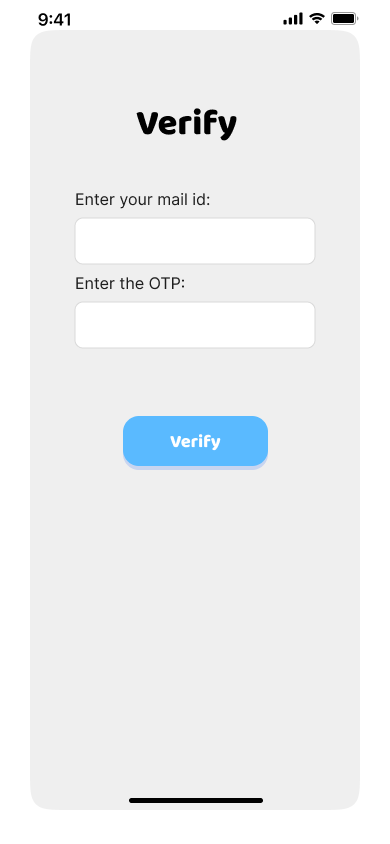 9:41
Verify
Enter your mail id:
Enter the OTP:
Verify